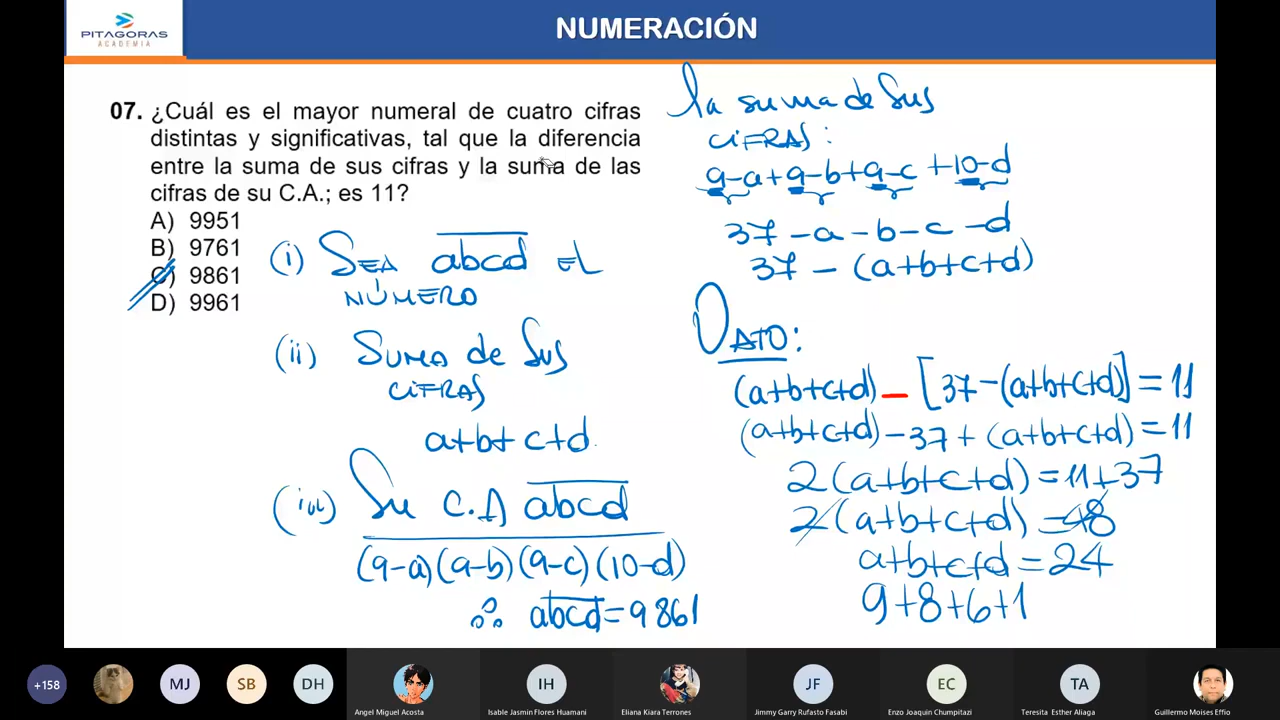 PITAGORAS
ACADEMIA
NUMERACIÓN
07. ¿Cuál es el mayor numeral de cuatro cifras
distintas y significativas, tal que la diferencia
entre la suma de sus cifras y la suma de las
cifras de su C.A.; es 11?
A) 9951
B) 9761
C) 9861
D) 9961
(i) SEA abcd EL
NÚMERO
(ii) SUMA de Sus
CIFRAS
a+b+c+d.
(iii) Su C.A abcd
(9-a)(9-b)(9-c)(10-d)
∴ abcd=9861
la suma de Sus
CIFRAS:
9-a+9-b+9-c+10-d
37-a-b-c-d
37-(a+b+c+d)
DATO:
(a+b+c+d)-[37-(a+b+c+d)]=11
(a+b+c+d)-37+(a+b+c+d)=11
2(a+b+c+d)=11+37
2(a+b+c+d)=48
a+b+c+d=24
9+8+6+1
+158
MJ
SB
DH
Angel Miguel Acosta
IH
Isable Jasmin Flores Huamani
Eliana Kiara Terrones
JF
Jimmy Garry Rufasto Fasabi
EC
Enzo Joaquin Chumpitazi
TA
Teresita Esther Aliaga
Guillermo Moises Effio